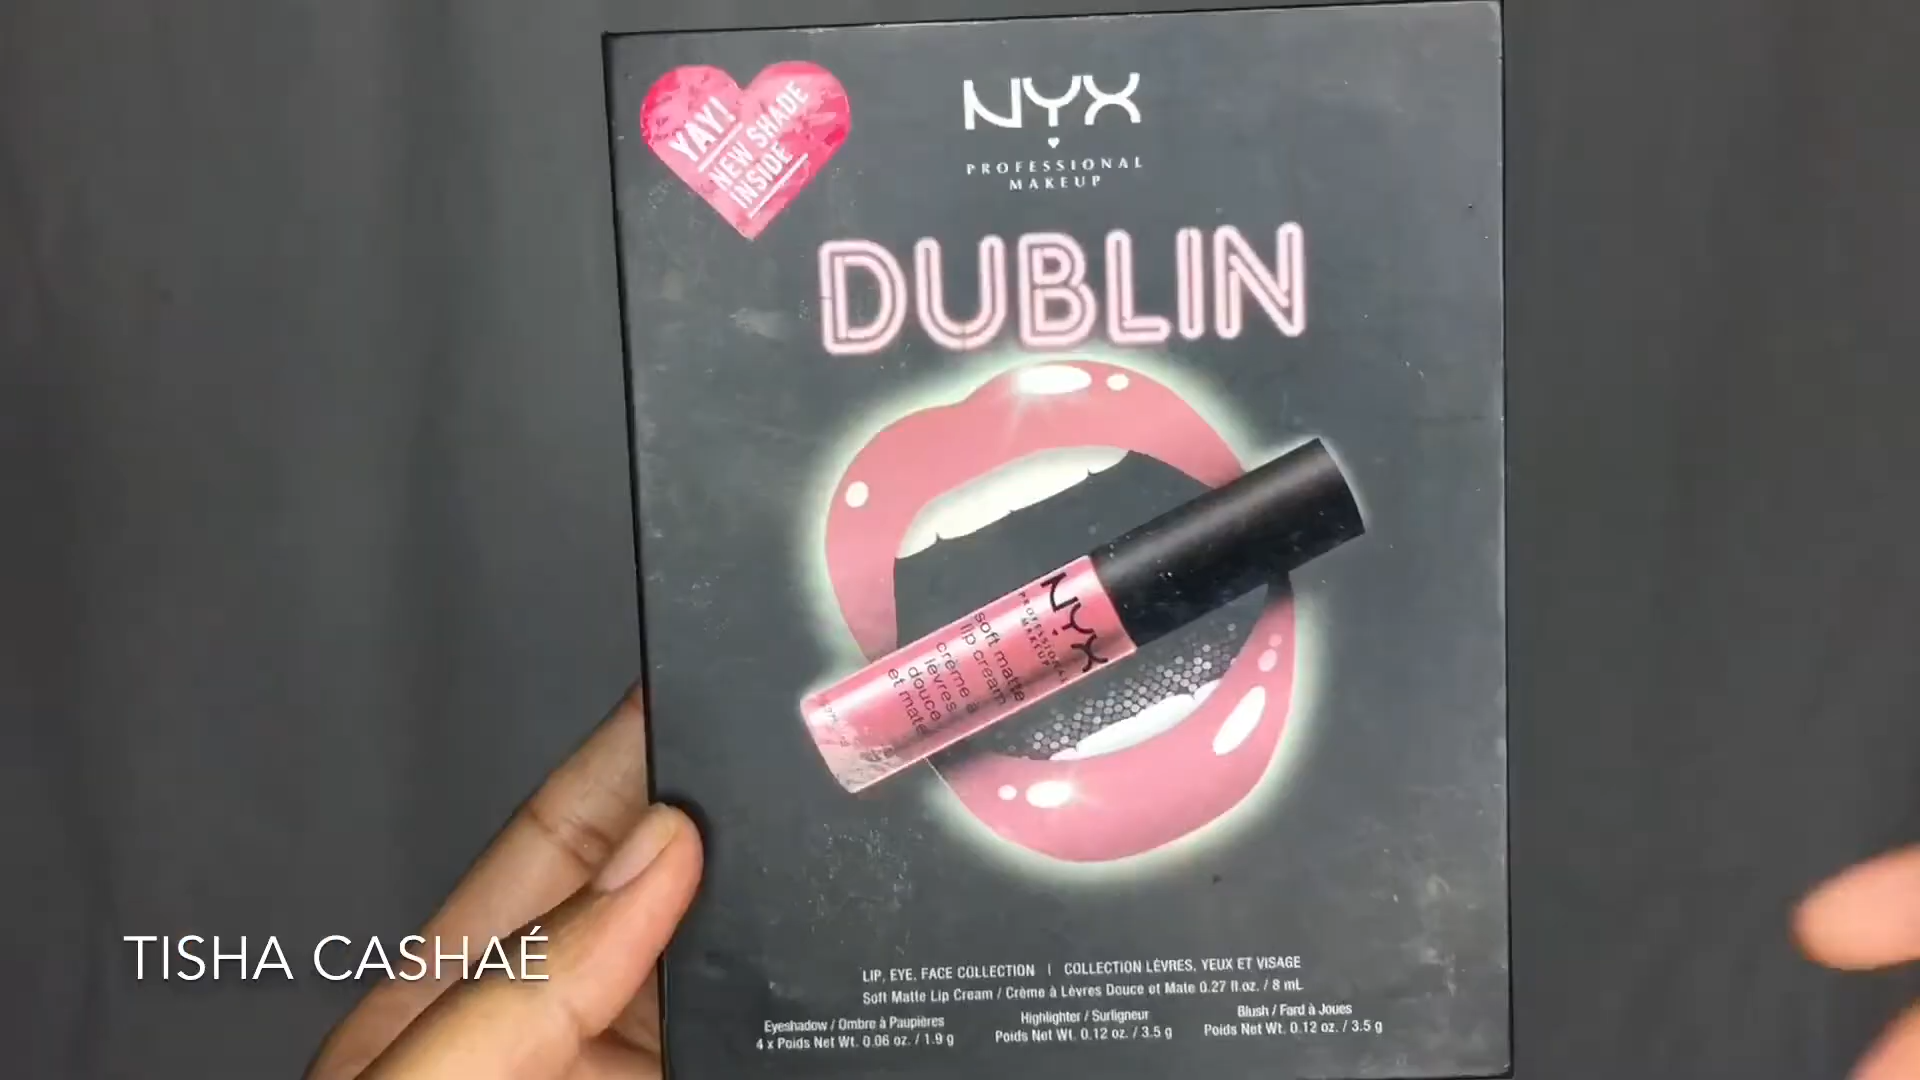 YAY!
NEW SHADE
INSIDE
NYX
PROFESSIONAL
MAKEUP
DUBLIN
NYX
PROFESSIONAL
MAKEUP
soft matte
lip cream
crème à
lèvres
douce
et mate
LIP, EYE, FACE COLLECTION | COLLECTION LÈVRES, YEUX ET VISAGE
Soft Matte Lip Cream / Crème à Lèvres Douce et Mate 0.27 fl.oz. / 8 mL
Eyeshadow / Ombre à Paupières
4 x Poids Net Wt. 0.06 oz. / 1.9 g
Highlighter / Surligneur
Poids Net Wt. 0.12 oz. / 3.5 g
Blush / Fard à Joues
Poids Net Wt. 0.12 oz. / 3.5 g
TISHA CASHAÉ